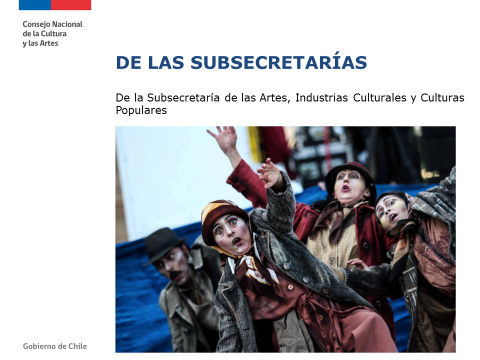 Consejo Nacional
de la Cultura
y las Artes
DE LAS SUBSECRETARÍAS
De la Subsecretaría de las Artes, Industrias Culturales y Culturas
Populares
Gobierno de Chile